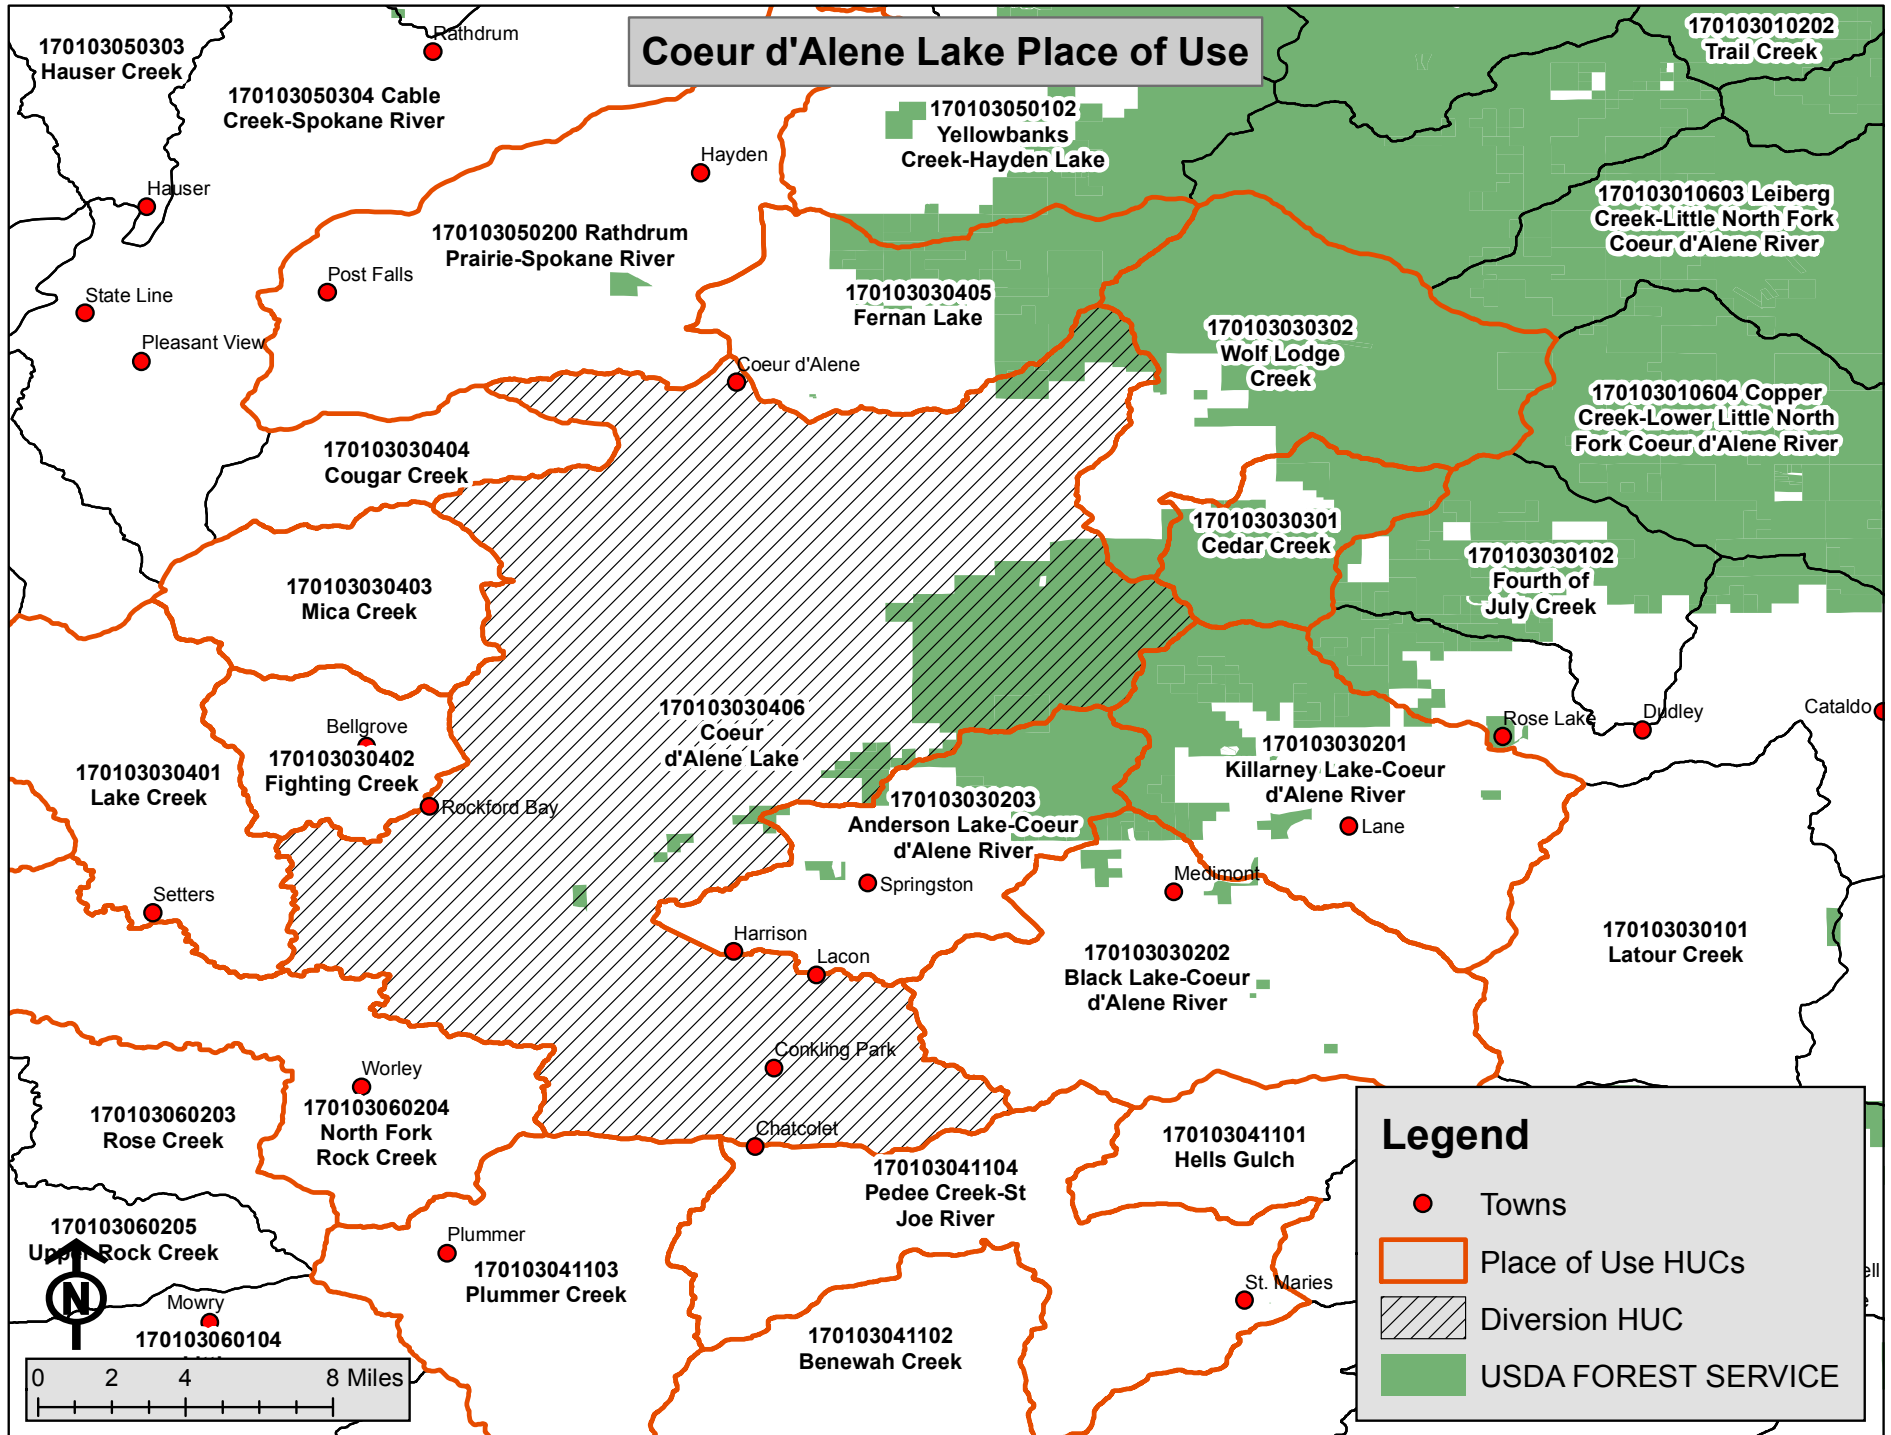 Coeur d'Alene Lake Place of Use
170103050303
Hauser Creek
Rathdrum
170103050304 Cable
Creek-Spokane River
170103010202
Trail Creek
170103050102
Yellowbanks
Creek-Hayden Lake
Hayden
Hauser
170103010603 Leiberg
Creek-Little North Fork
Coeur d'Alene River
170103050200 Rathdrum
Prairie-Spokane River
Post Falls
State Line
170103030405
Fernan Lake
Pleasant View
170103030302
Wolf Lodge
Creek
Coeur d'Alene
170103010604 Copper
Creek-Lower Little North
Fork Coeur d'Alene River
170103030404
Cougar Creek
170103030301
Cedar Creek
170103030102
Fourth of
July Creek
170103030403
Mica Creek
170103030406
Coeur
d'Alene Lake
Bellgrove
170103030402
Fighting Creek
Rockford Bay
170103030401
Lake Creek
Rose Lake
Dudley
Cataldo
170103030201
Killarney Lake-Coeur
d'Alene River
Lane
170103030203
Anderson Lake-Coeur
d'Alene River
Springston
Medimont
Setters
Harrison
Lacon
170103030202
Black Lake-Coeur
d'Alene River
170103030101
Latour Creek
Conkling Park
Worley
170103060204
North Fork
Rock Creek
170103060203
Rose Creek
Chatcolet
170103041104
Pedee Creek-St
Joe River
170103041101
Hells Gulch
170103060205
Upper Rock Creek
Plummer
170103041103
Plummer Creek
St. Maries
Mowry
170103060104
170103041102
Benewah Creek
N
0 2 4 8 Miles
Legend
Towns
Place of Use HUCs
Diversion HUC
USDA FOREST SERVICE